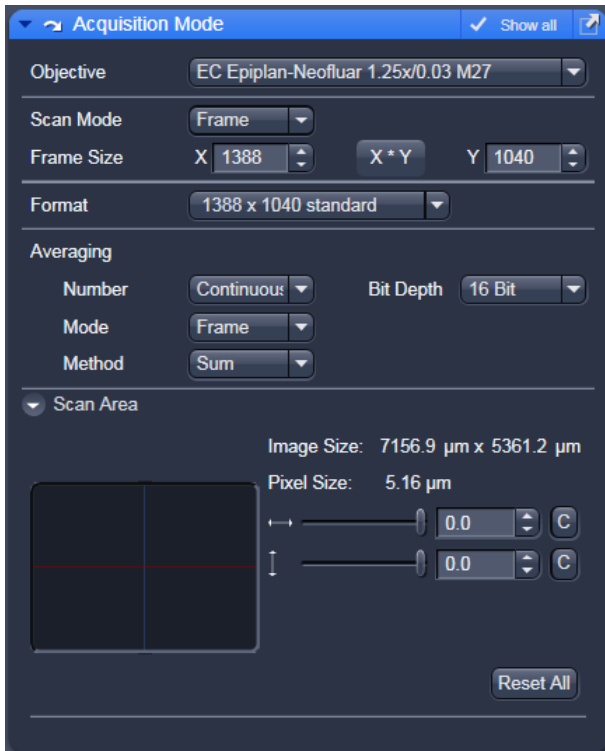 Acquisition Mode ✓ Show all
Objective EC Epiplan-Neofluar 1.25x/0.03 M27
Scan Mode Frame
Frame Size X 1388 X * Y Y 1040
Format 1388 x 1040 standard
Averaging
Number Continuous Bit Depth 16 Bit
Mode Frame
Method Sum
Scan Area
Image Size: 7156.9 µm x 5361.2 µm
Pixel Size: 5.16 µm
0.0 C
0.0 C
Reset All